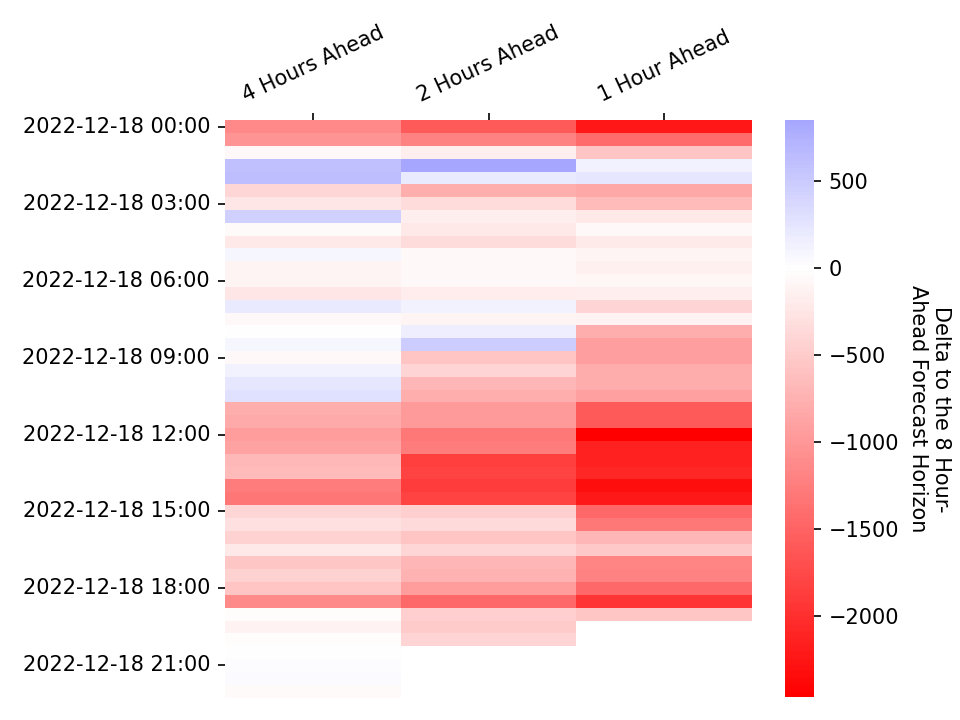 4 Hours Ahead
2 Hours Ahead
1 Hour Ahead
2022-12-18 00:00
2022-12-18 03:00
2022-12-18 06:00
2022-12-18 09:00
2022-12-18 12:00
2022-12-18 15:00
2022-12-18 18:00
2022-12-18 21:00
500
0
−500
−1000
−1500
−2000
Delta to the 8 Hour-
Ahead Forecast Horizon